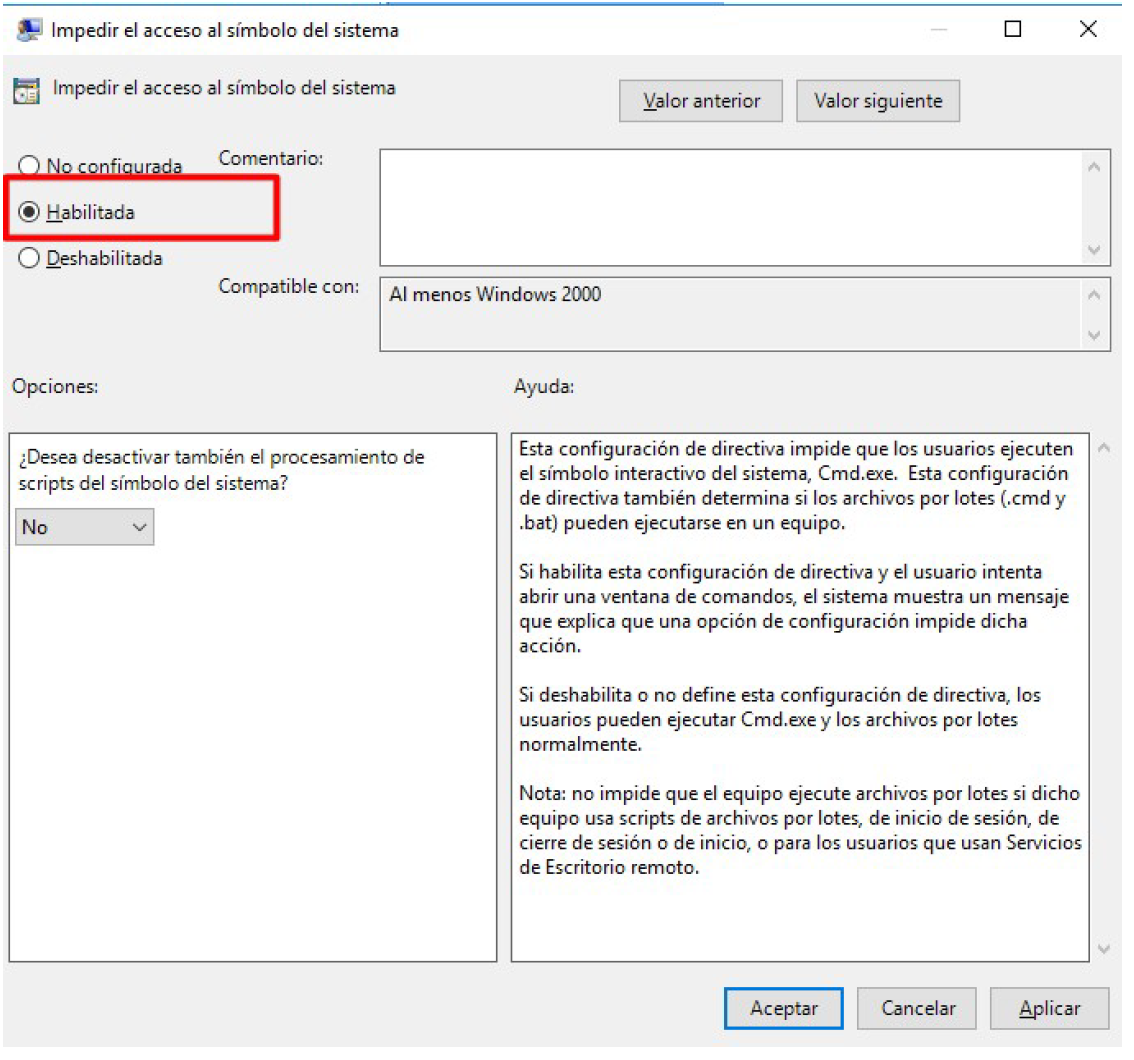 Impedir el acceso al símbolo del sistema
Impedir el acceso al símbolo del sistema
Valor anterior
Valor siguiente
No configurada
Comentario:
Habilitada
Deshabilitada
Compatible con:
Al menos Windows 2000
Opciones:
Ayuda:
¿Desea desactivar también el procesamiento de
scripts del símbolo del sistema?
No
Esta configuración de directiva impide que los usuarios ejecuten
el símbolo interactivo del sistema, Cmd.exe.  Esta configuración
de directiva también determina si los archivos por lotes (.cmd y
.bat) pueden ejecutarse en un equipo.
Si habilita esta configuración de directiva y el usuario intenta
abrir una ventana de comandos, el sistema muestra un mensaje
que explica que una opción de configuración impide dicha
acción.
Si deshabilita o no define esta configuración de directiva, los
usuarios pueden ejecutar Cmd.exe y los archivos por lotes
normalmente.
Nota: no impide que el equipo ejecute archivos por lotes si dicho
equipo usa scripts de archivos por lotes, de inicio de sesión, de
cierre de sesión o de inicio, o para los usuarios que usan Servicios
de Escritorio remoto.
Aceptar
Cancelar
Aplicar